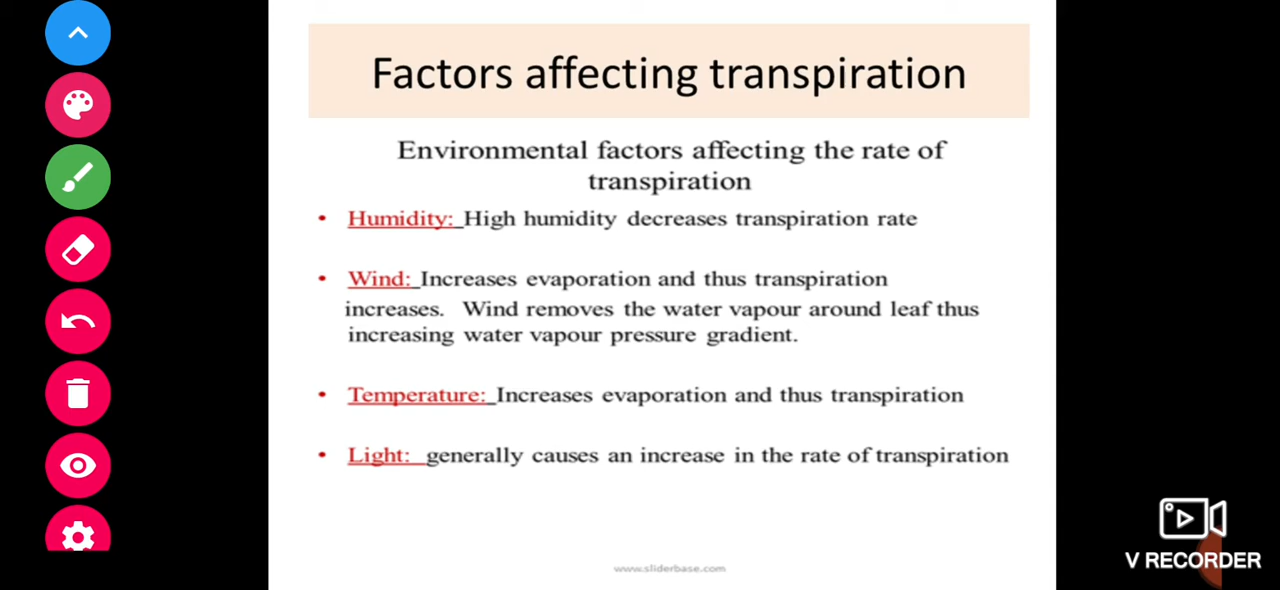 Factors affecting transpiration
Environmental factors affecting the rate of
transpiration
• Humidity: High humidity decreases transpiration rate
• Wind: Increases evaporation and thus transpiration
increases. Wind removes the water vapour around leaf thus
increasing water vapour pressure gradient.
• Temperature: Increases evaporation and thus transpiration
• Light: generally causes an increase in the rate of transpiration
www.sliderbase.com
V RECORDER